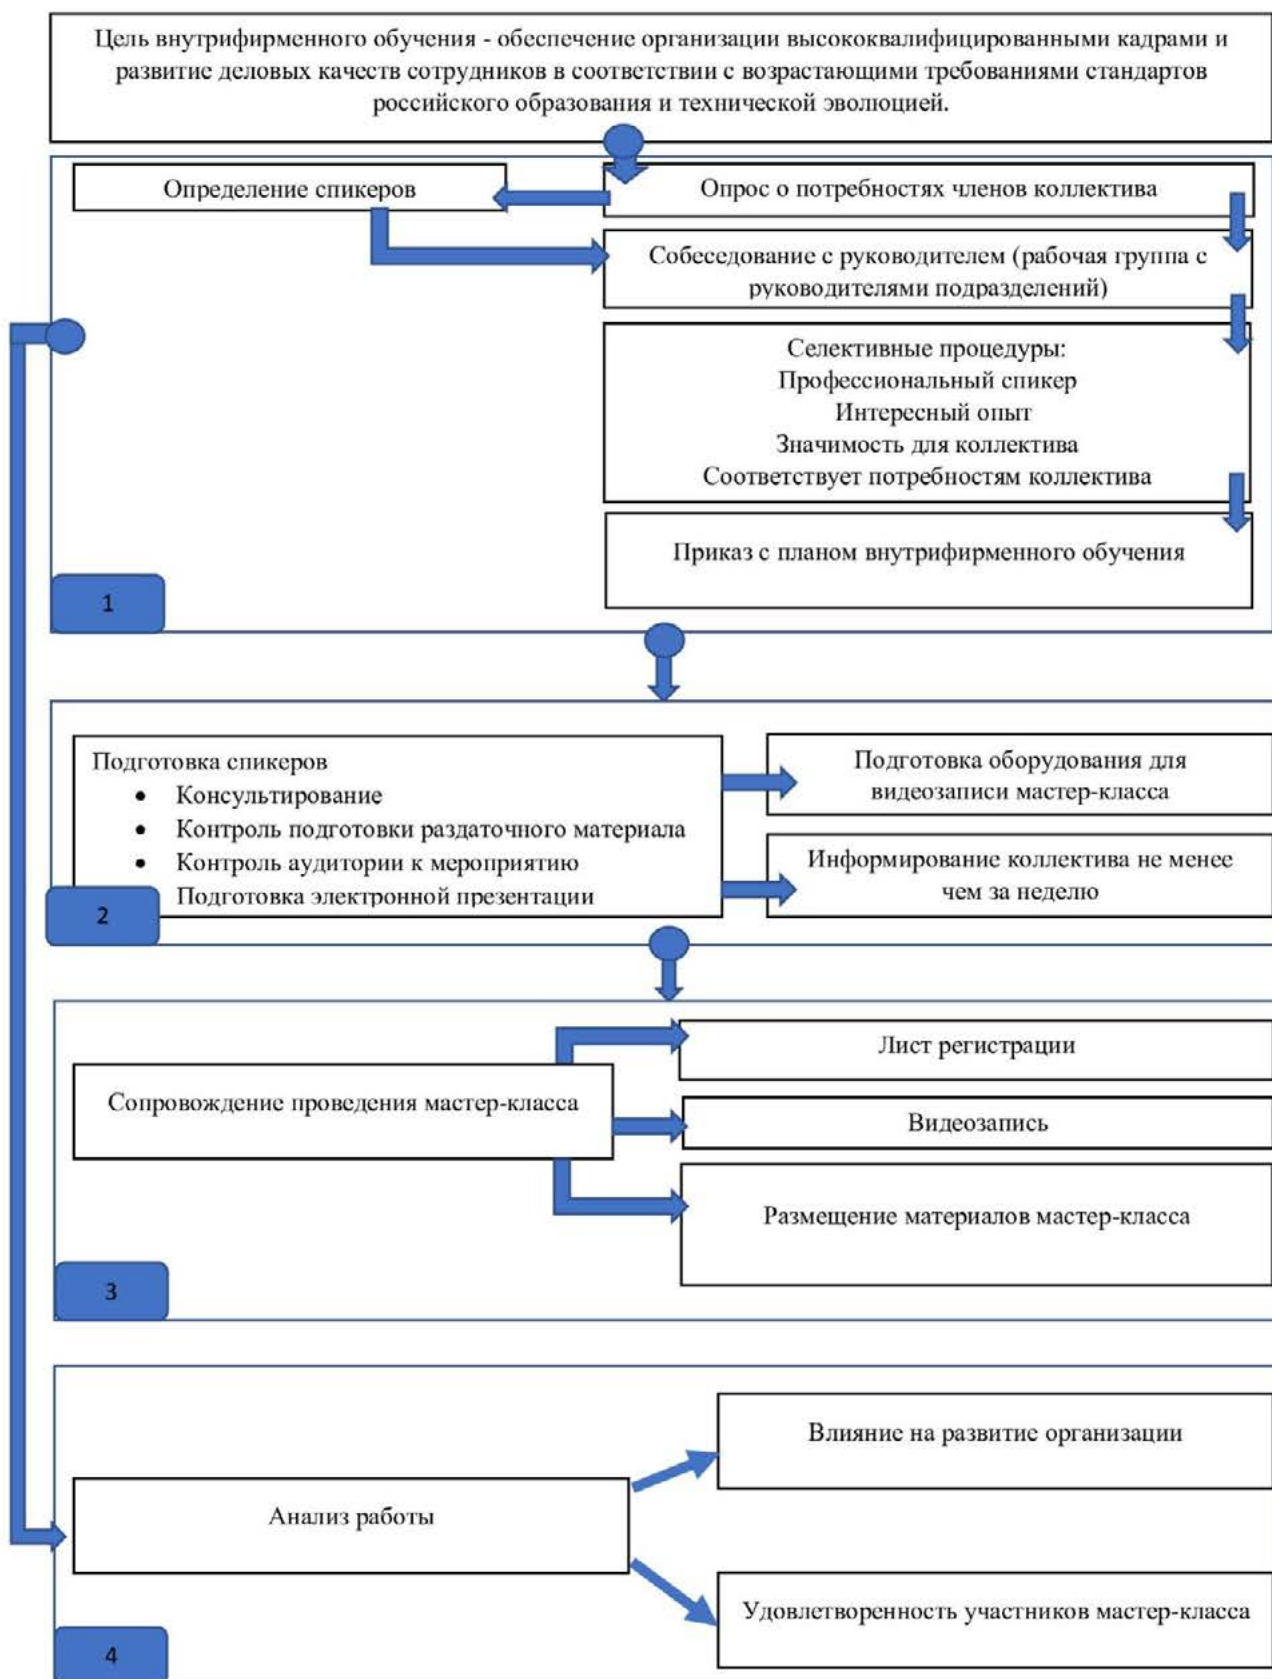 Цель внутрифирменного обучения - обеспечение организации высококвалифицированными кадрами и
развитие деловых качеств сотрудников в соответствии с возрастающими требованиями стандартов
российского образования и технической эволюцией.
Определение спикеров
Опрос о потребностях членов коллектива
Собеседование с руководителем (рабочая группа с
руководителями подразделений)
Селективные процедуры:
Профессиональный спикер
Интересный опыт
Значимость для коллектива
Соответствует потребностям коллектива
Приказ с планом внутрифирменного обучения
1
Подготовка спикеров
• Консультирование
• Контроль подготовки раздаточного материала
• Контроль аудитории к мероприятию
Подготовка электронной презентации
Подготовка оборудования для
видеозаписи мастер-класса
Информирование коллектива не менее
чем за неделю
2
Сопровождение проведения мастер-класса
Лист регистрации
Видеозапись
Размещение материалов мастер-класса
3
Анализ работы
Влияние на развитие организации
Удовлетворенность участников мастер-класса
4